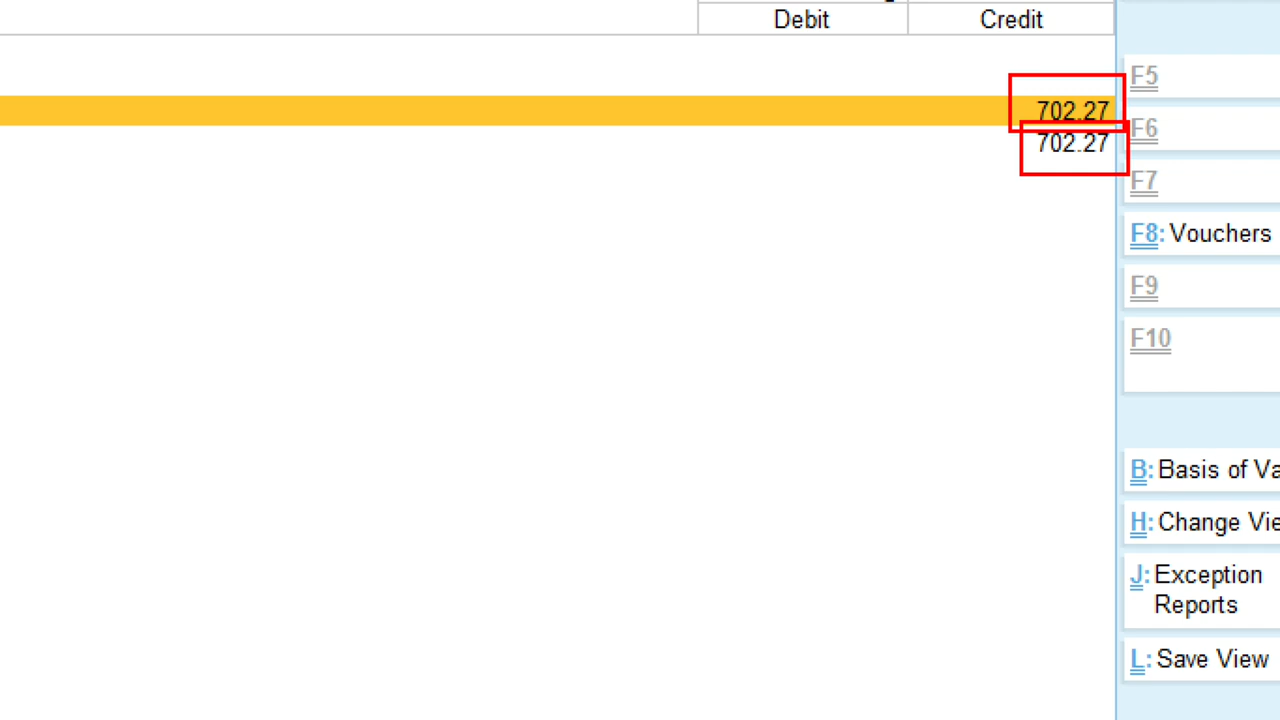 Debit Credit
F5
702.27
F6
702.27
F7
F8: Vouchers
F9
F10
B: Basis of Va
H: Change Vie
J: Exception
Reports
L: Save View